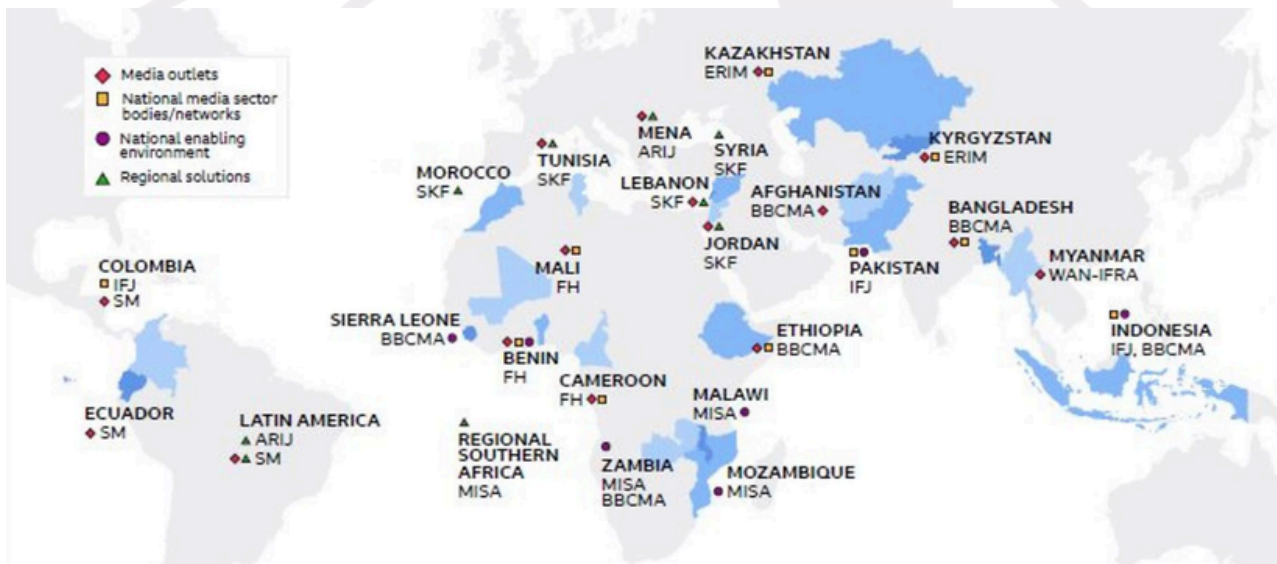 Media outlets
National media sector
bodies/networks
National enabling
environment
Regional solutions
KAZAKHSTAN
ERIM
KYRGYZSTAN
ERIM
MENA
ARIJ
SYRIA
SKF
TUNISIA
SKF
MOROCCO
SKF
LEBANON
SKF
JORDAN
SKF
AFGHANISTAN
BBCMA
BANGLADESH
BBCMA
PAKISTAN
IFJ
MYANMAR
WAN-IFRA
INDONESIA
IFJ, BBCMA
COLOMBIA
IFJ
SM
MALI
FH
SIERRA LEONE
BBCMA
BENIN
FH
ETHIOPIA
BBCMA
CAMEROON
FH
MALAWI
MISA
ECUADOR
SM
LATIN AMERICA
ARIJ
SM
REGIONAL
SOUTHERN
AFRICA
MISA
ZAMBIA
MISA
BBCMA
MOZAMBIQUE
MISA